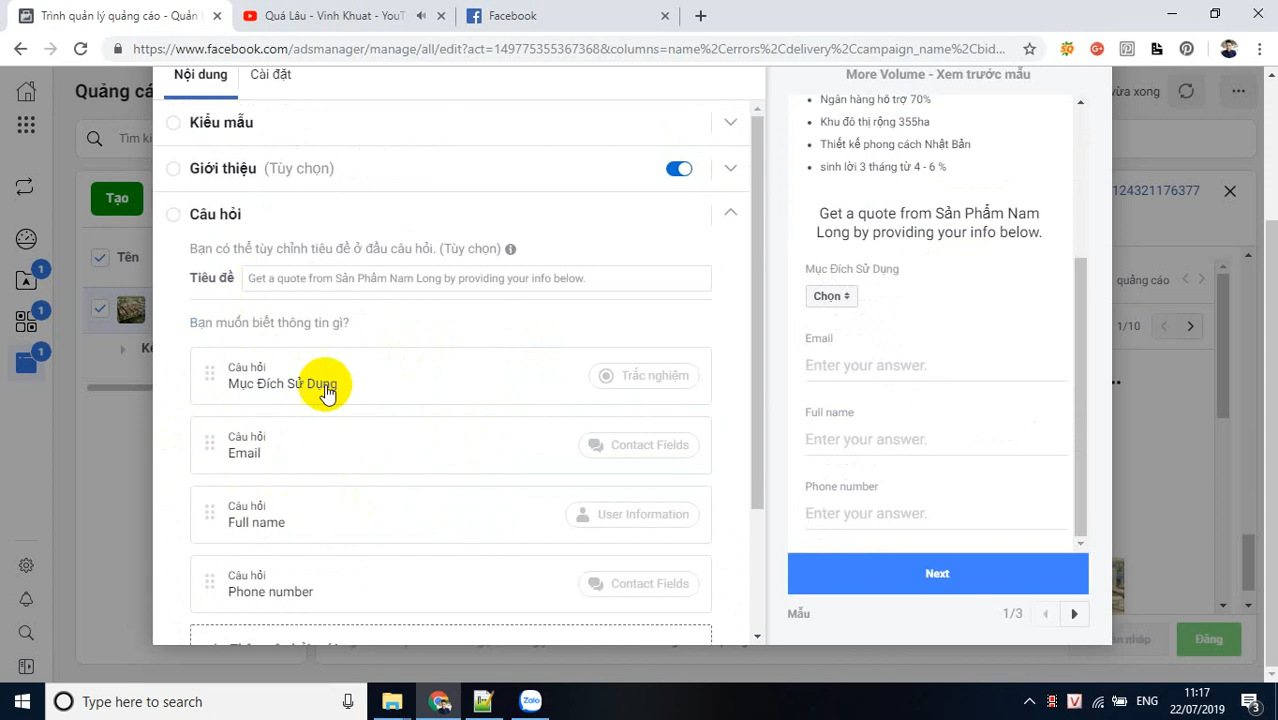 Trình quản lý quảng cáo - Quản
Quá Lâu - Vinh Khuat - YouT
Facebook
https://www.facebook.com/adsmanager/manage/all/edit?act=149775355367368&columns=name%2Cerrors%2Cdelivery%2Ccampaign_name%2Cbid...
Quảng cá
Tìm ki
Tạo
Tên
1
1
1
Nội dung
Cài đặt
Kiểu mẫu
Giới thiệu (Tùy chọn)
Câu hỏi
Bạn có thể tùy chỉnh tiêu đề ở đầu câu hỏi. (Tùy chọn)
Tiêu đề
Get a quote from Sản Phẩm Nam Long by providing your info below.
Bạn muốn biết thông tin gì?
Câu hỏi
Mục Đích Sử Dụng
Trắc nghiệm
Câu hỏi
Email
Contact Fields
Câu hỏi
Full name
User Information
Câu hỏi
Phone number
Contact Fields
More Volume - Xem trước mẫu
Ngân hàng hỗ trợ 70%
Khu đô thị rộng 355ha
Thiết kế phong cách Nhật Bản
sinh lời 3 tháng từ 4 - 6 %
Get a quote from Sản Phẩm Nam
Long by providing your info below.
Mục Đích Sử Dụng
Chọn
Email
Enter your answer.
Full name
Enter your answer.
Phone number
Enter your answer.
Next
Mẫu
1/3
vừa xong
124321176377
quảng cáo
1/10
Đăng
Type here to search
ENG
11:17
22/07/2019
3